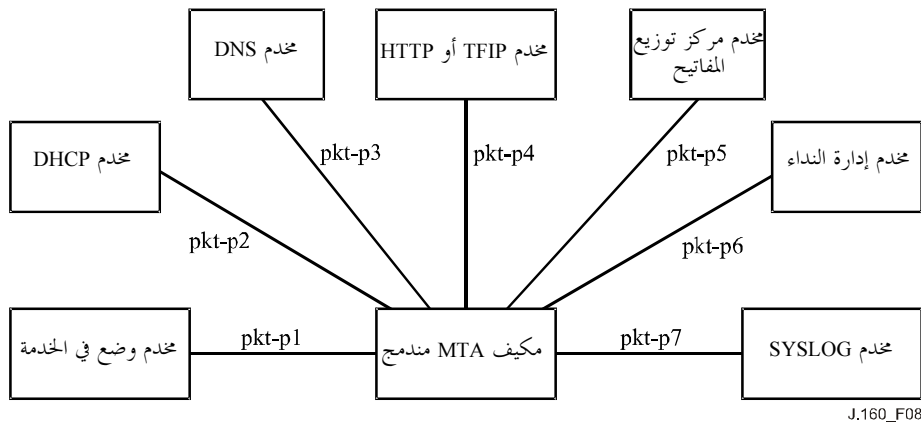 مخدم DNS
مخدم TFIP أو HTTP
مخدم مركز توزيع
المفاتيح
مخدم DHCP
مخدم إدارة النداء
pkt-p3
pkt-p4
pkt-p5
pkt-p2
pkt-p6
مخدم وضع في الخدمة
pkt-p1
مكيف MTA مندمج
pkt-p7
مخدم SYSLOG
J.160_F08